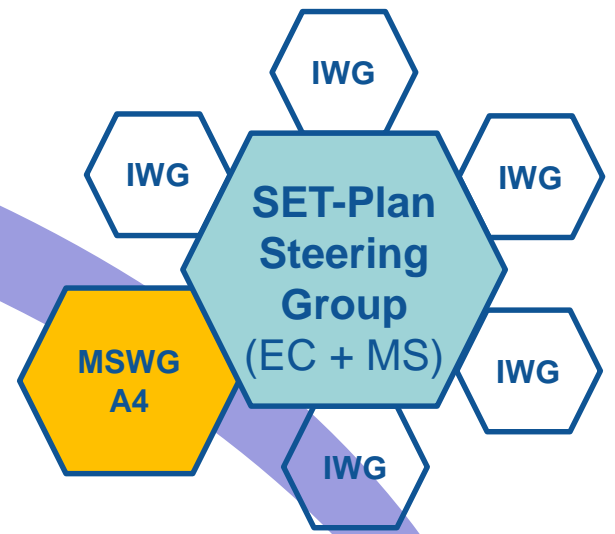 IWG
IWG
IWG
SET-Plan
Steering
Group
(EC + MS)
MSWG
A4
IWG
IWG